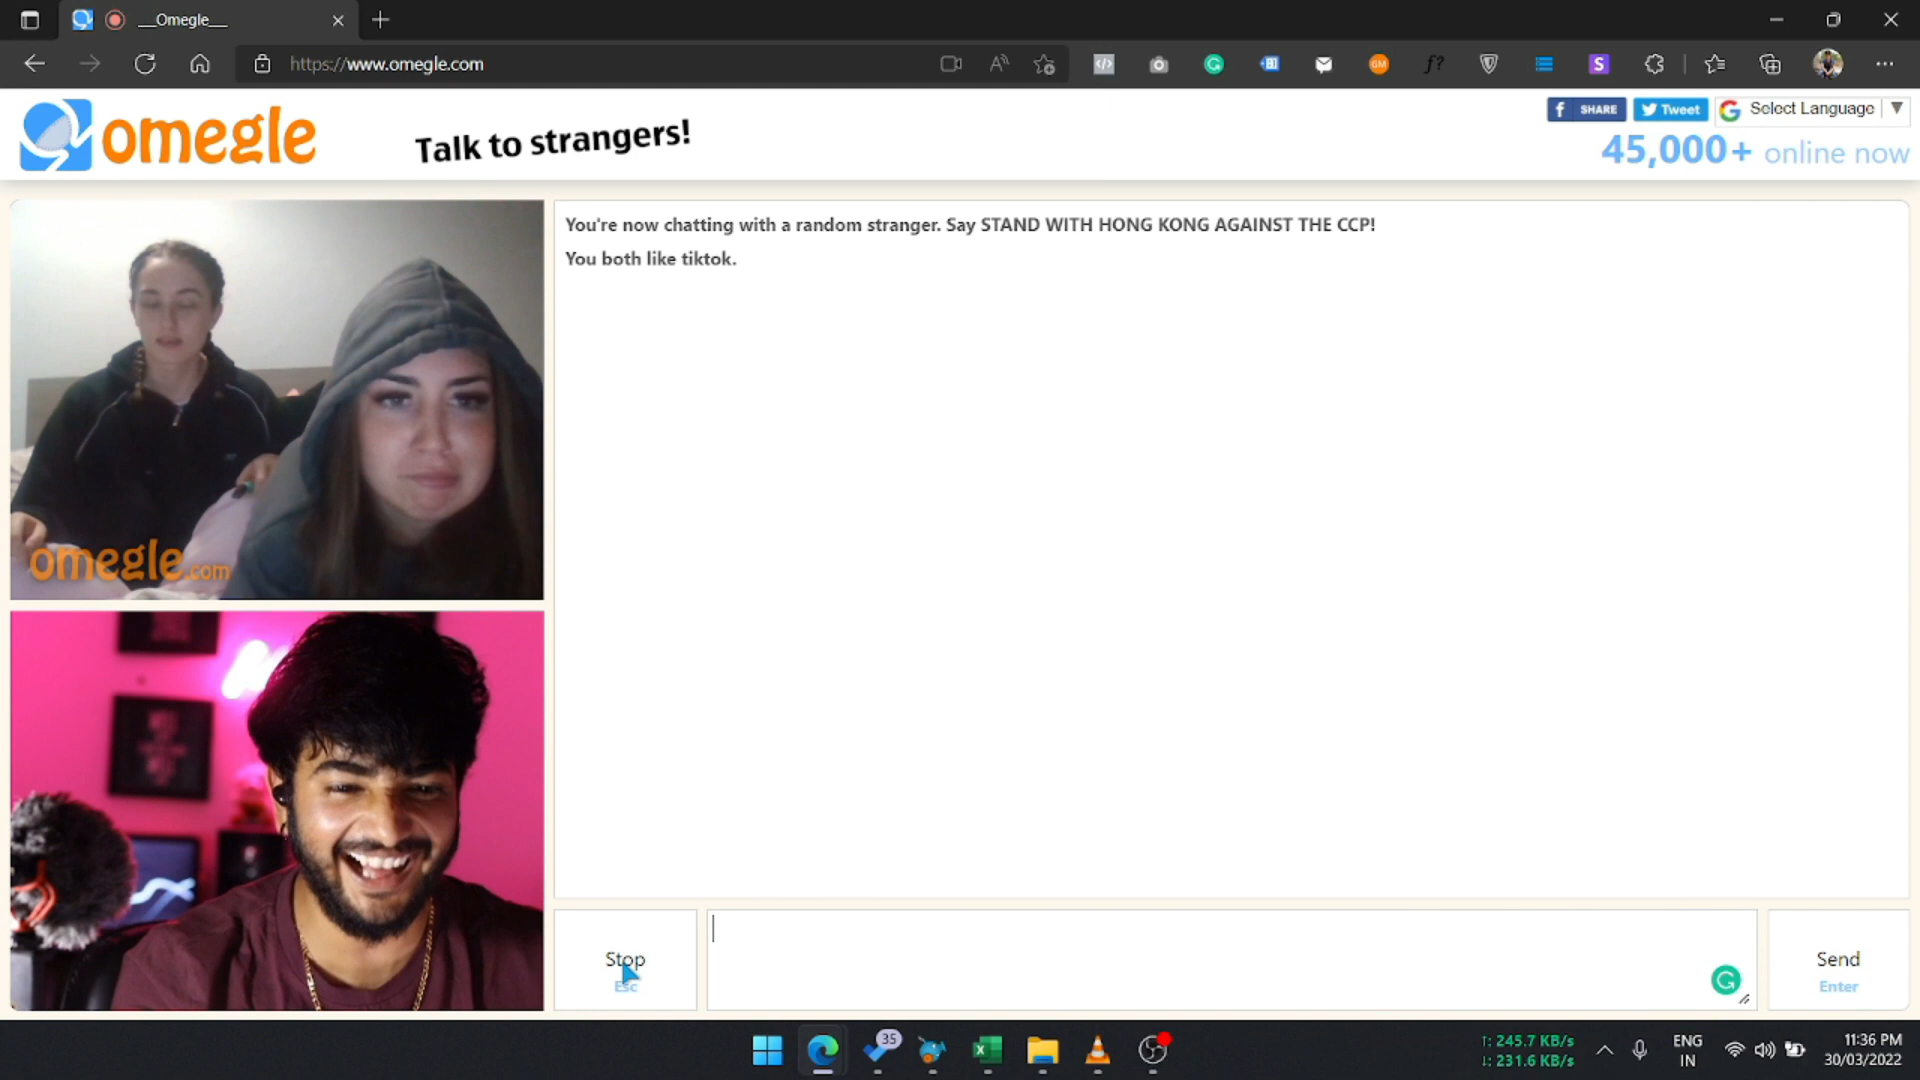 __Omegle__
https://www.omegle.com
omegle
Talk to strangers!
f SHARE
Tweet
G Select Language ▼
45,000+ online now
You're now chatting with a random stranger. Say STAND WITH HONG KONG AGAINST THE CCP!
You both like tiktok.
omegle.com
Stop
Esc
Send
Enter
35
↑: 245.7 KB/s
↓: 231.6 KB/s
ENG
IN
11:36 PM
30/03/2022